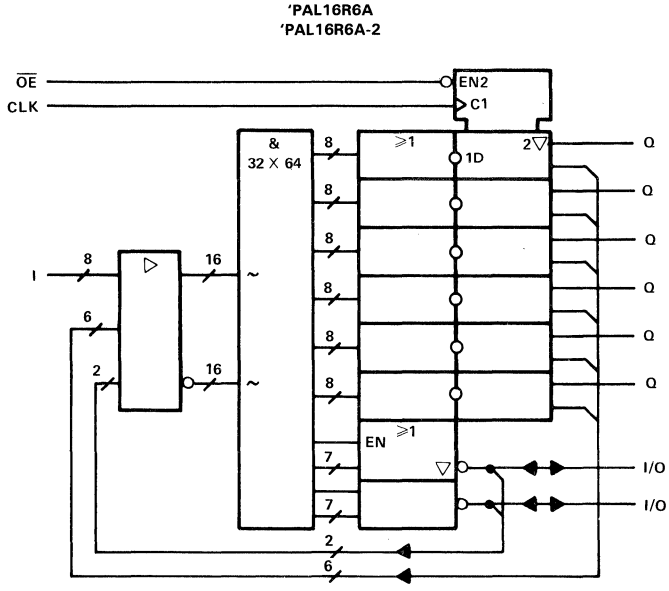 'PAL16R6A
'PAL16R6A-2
OE EN2
CLK C1
& 8 ≥1 1D 2▽ Q
32 X 64
8 Q
8 Q
I 8 ▷ 16 ~ 8 Q
6 8 Q
2 16 ~ 8 Q
≥1
EN
7 ▽ I/O
7 I/O
2
6